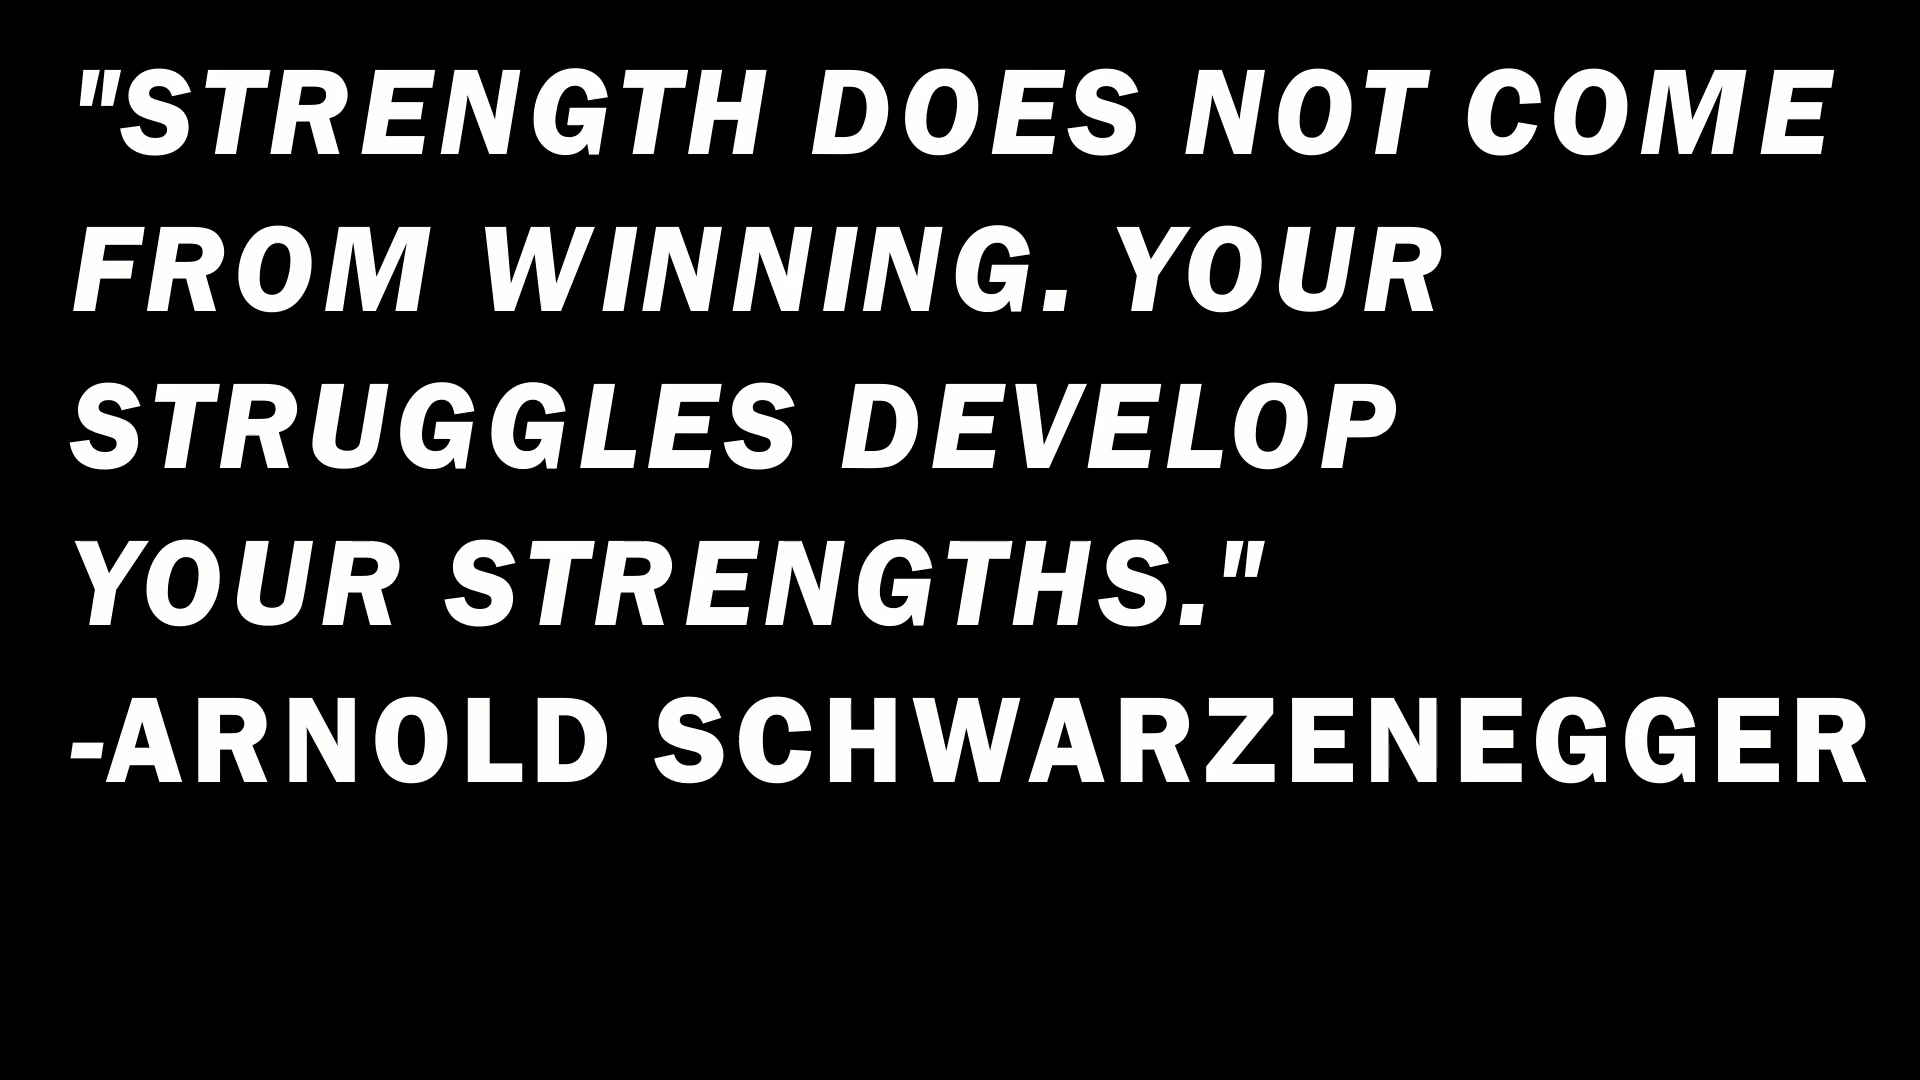 "STRENGTH DOES NOT COME
FROM WINNING. YOUR
STRUGGLES DEVELOP
YOUR STRENGTHS."
-ARNOLD SCHWARZENEGGER